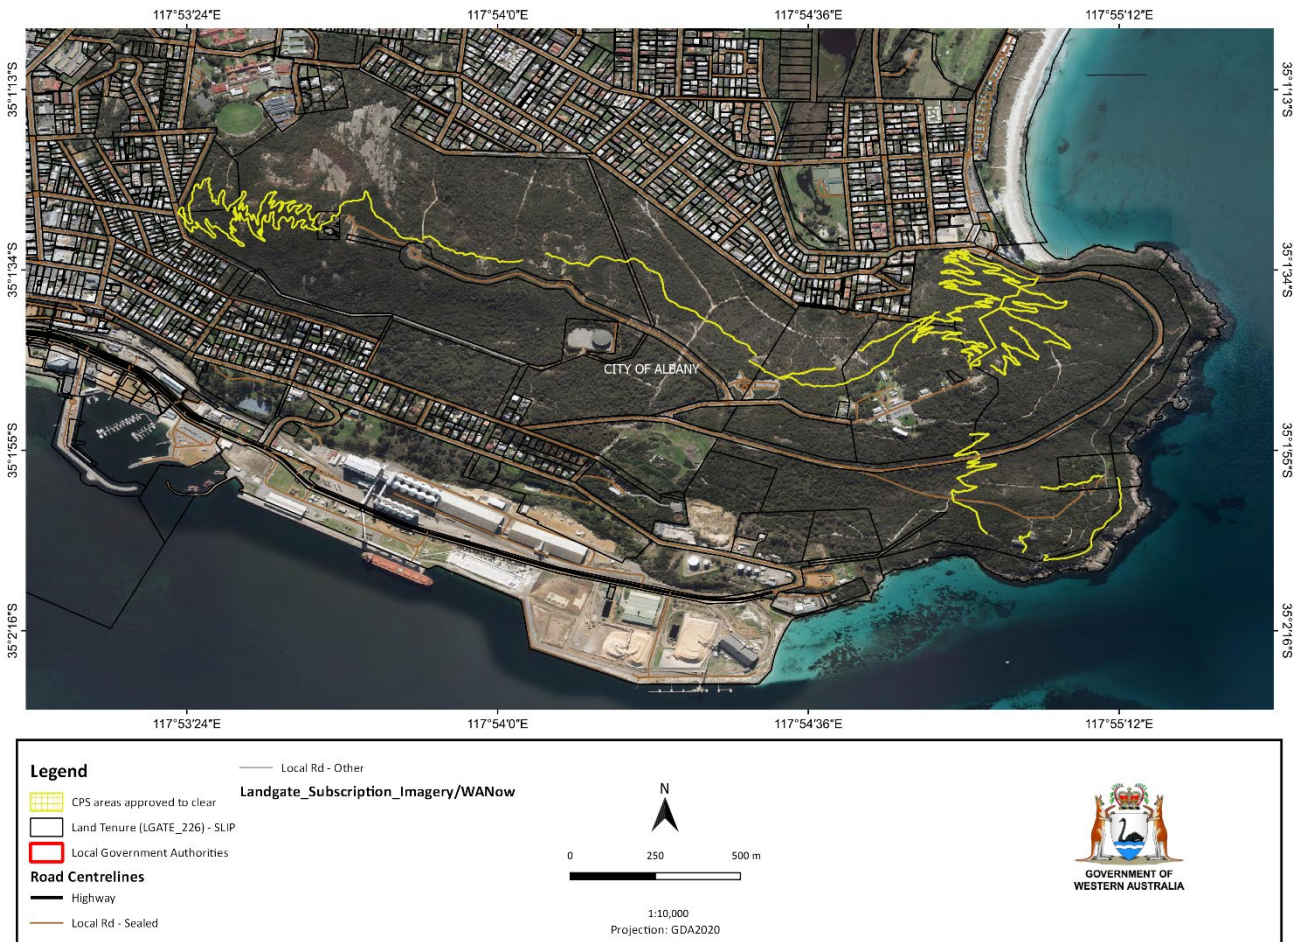 117°53'24"E 117°54'0"E 117°54'36"E 117°55'12"E
35°1'13"S 35°1'13"S
35°1'34"S 35°1'34"S
CITY OF ALBANY
35°1'55"S 35°1'55"S
35°2'16"S 35°2'16"S
117°53'24"E 117°54'0"E 117°54'36"E 117°55'12"E
Legend
CPS areas approved to clear
Land Tenure (LGATE_226) - SLIP
Local Government Authorities
Road Centrelines
Highway
Local Rd - Sealed
Local Rd - Other
Landgate_Subscription_Imagery/WANow
N
0 250 500 m
1:10,000
Projection: GDA2020
GOVERNMENT OF
WESTERN AUSTRALIA